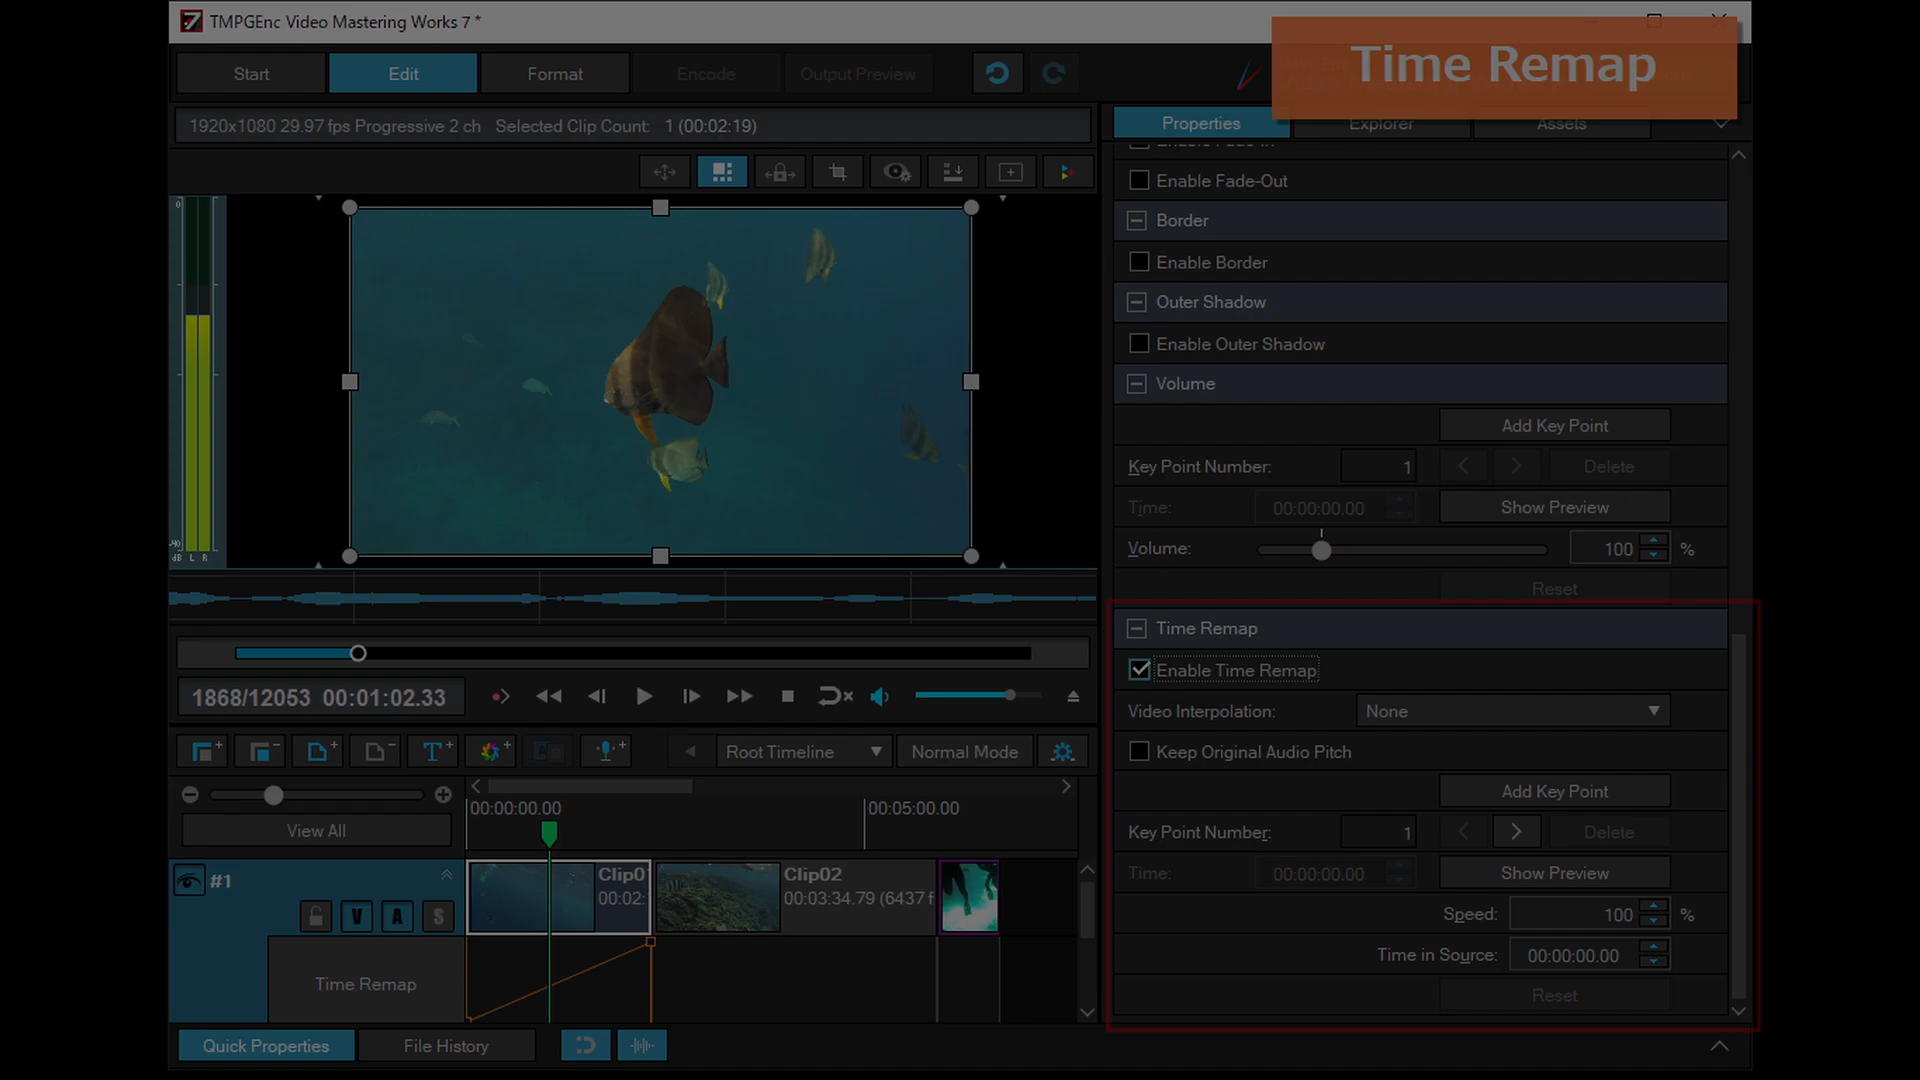 TMPGEnc Video Mastering Works 7 *
Time Remap
Start
Edit
Format
Encode
Output Preview
1920x1080 29.97 fps Progressive 2 ch Selected Clip Count: 1 (00:02:19)
Properties
Explorer
Assets
Enable Fade-In
Enable Fade-Out
Border
Enable Border
Outer Shadow
Enable Outer Shadow
Volume
Add Key Point
Key Point Number: 1
Delete
Time: 00:00:00.00
Show Preview
Volume: 100 %
Reset
0
-40
dB L R
Time Remap
Enable Time Remap
Video Interpolation: None
Keep Original Audio Pitch
Add Key Point
Key Point Number: 1
Delete
Time: 00:00:00.00
Show Preview
Speed: 100 %
Time in Source: 00:00:00.00
Reset
1868/12053 00:01:02.33
T
Root Timeline
Normal Mode
View All
00:00:00.00
00:05:00.00
#1
V A S
Clip0
00:02:
Clip02
00:03:34.79 (6437 f
Time Remap
Quick Properties
File History